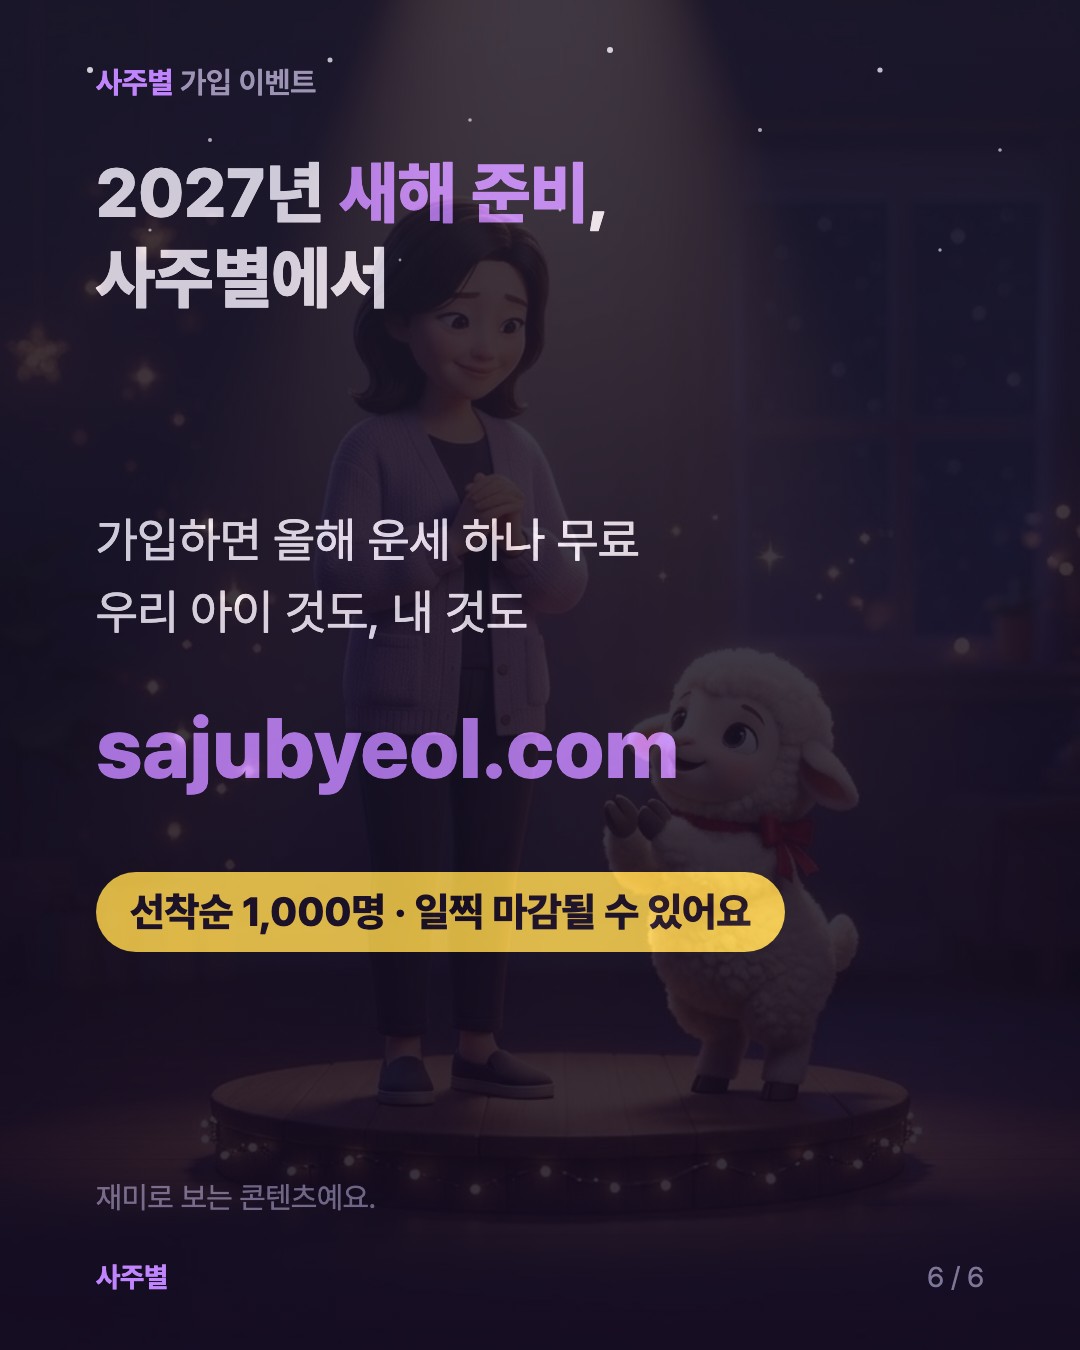 사주별 가입 이벤트
2027년 새해 준비,
사주별에서
가입하면 올해 운세 하나 무료
우리 아이 것도, 내 것도
sajubyeol.com
선착순 1,000명 · 일찍 마감될 수 있어요
재미로 보는 콘텐츠예요.
사주별
6 / 6